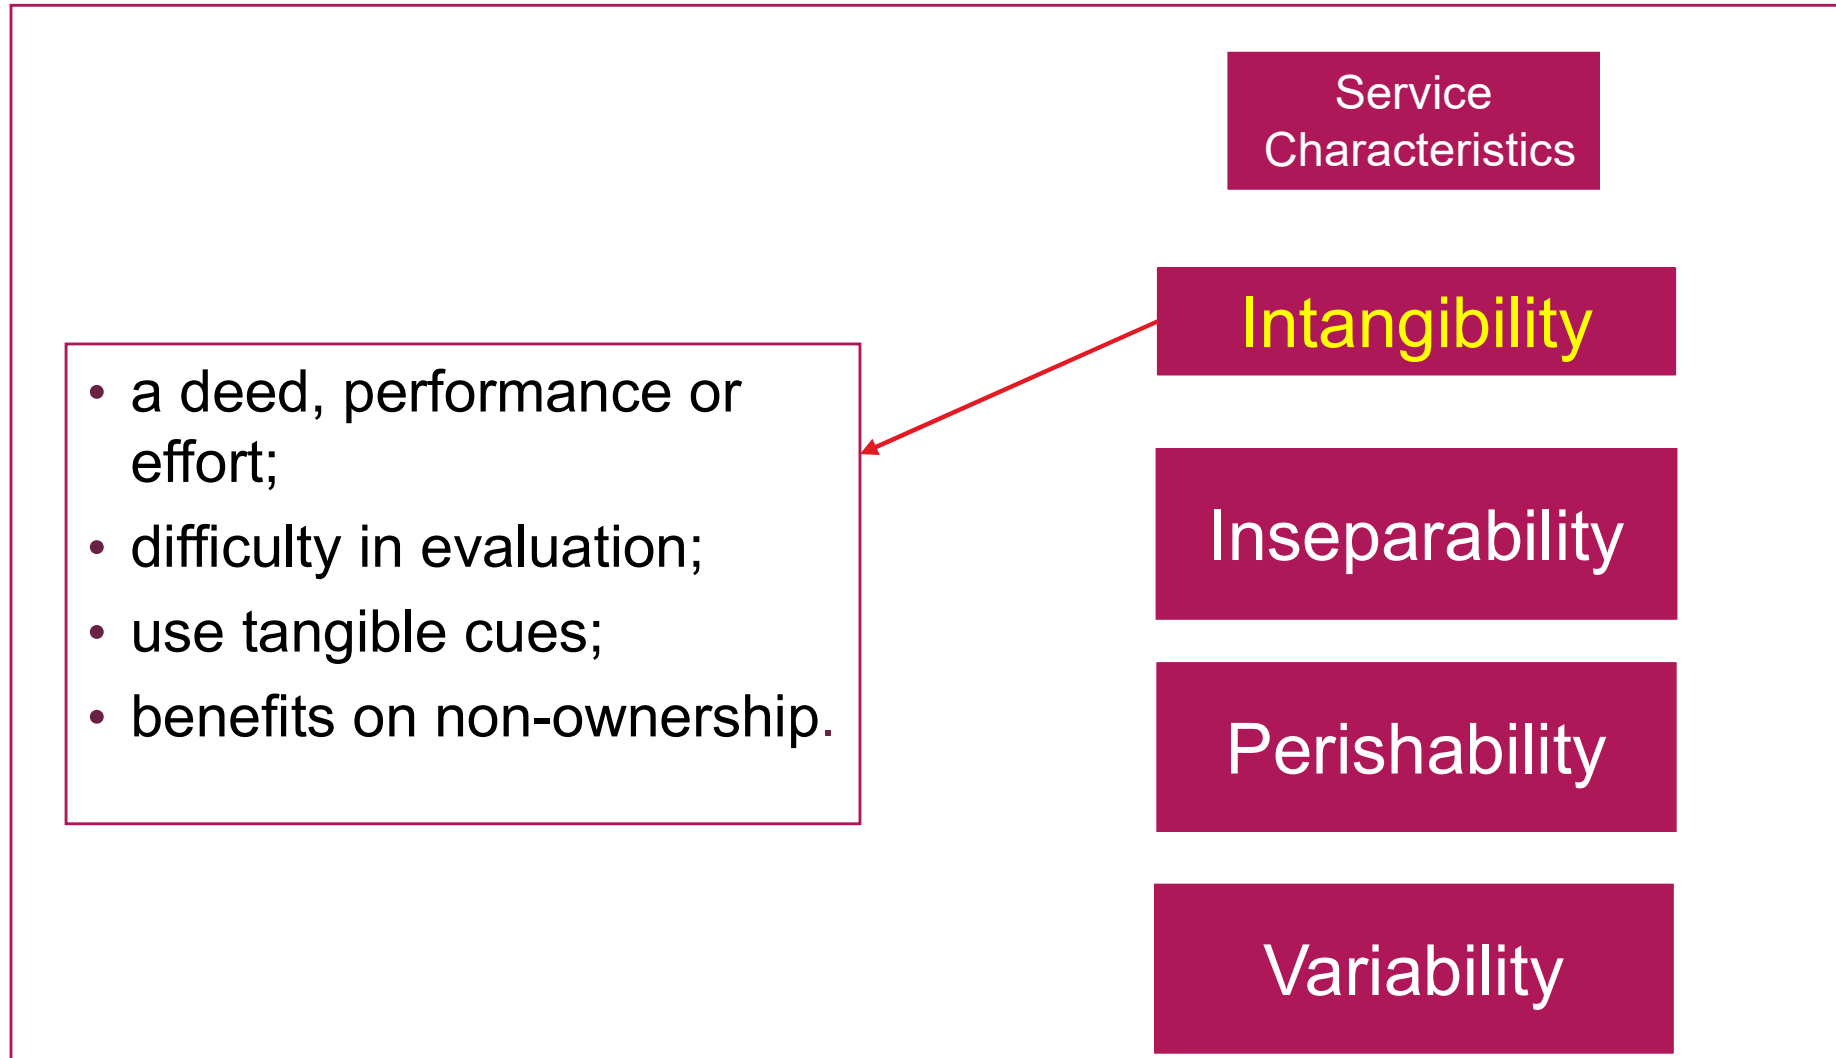 Service
Characteristics
Intangibility
• a deed, performance or
effort;
• difficulty in evaluation;
• use tangible cues;
• benefits on non-ownership.
Inseparability
Perishability
Variability